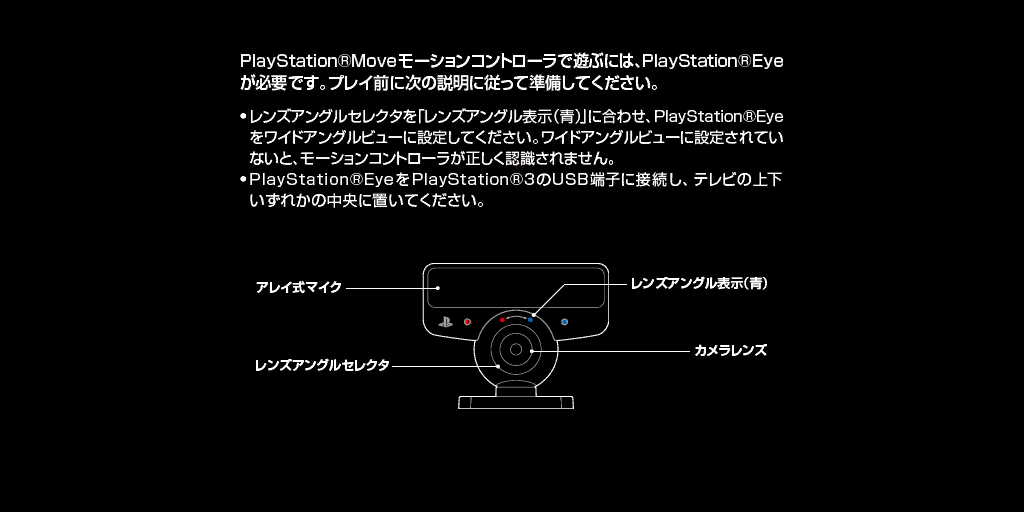 PlayStation®Moveモーションコントローラで遊ぶには、PlayStation®Eye
が必要です。プレイ前に次の説明に従って準備してください。
•レンズアングルセレクタを「レンズアングル表示(青)」に合わせ、PlayStation®Eye
をワイドアングルビューに設定してください。ワイドアングルビューに設定されてい
ないと、モーションコントローラが正しく認識されません。
•PlayStation®EyeをPlayStation®3のUSB端子に接続し、テレビの上下
いずれかの中央に置いてください。
アレイ式マイク
レンズアングル表示(青)
カメラレンズ
レンズアングルセレクタ